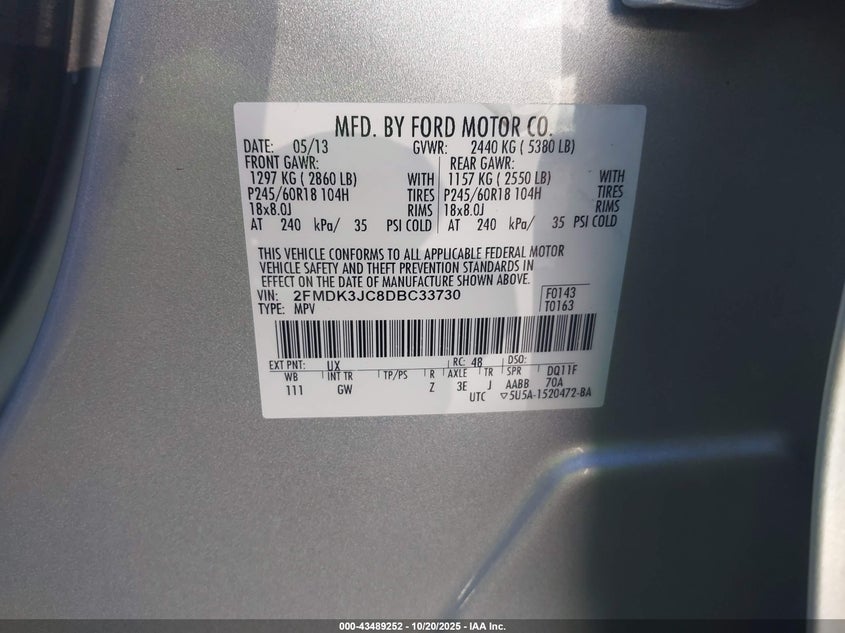 MFD. BY FORD MOTOR CO.
DATE: 05/13 GVWR: 2440 KG ( 5380 LB)
FRONT GAWR: REAR GAWR:
1297 KG ( 2860 LB) WITH 1157 KG ( 2550 LB) WITH
P245/60R18 104H TIRES P245/60R18 104H TIRES
18x8.0J RIMS 18x8.0J RIMS
AT 240 kPa/ 35 PSI COLD AT 240 kPa/ 35 PSI COLD
THIS VEHICLE CONFORMS TO ALL APPLICABLE FEDERAL MOTOR
VEHICLE SAFETY AND THEFT PREVENTION STANDARDS IN
EFFECT ON THE DATE OF MANUFACTURE SHOWN ABOVE.
VIN: 2FMDK3JC8DBC33730 F0143
TYPE: MPV T0163
EXT PNT: UX RC: 48 DSO:
WB INT TR TP/PS R AXLE TR SPR DQ11F
111 GW Z 3E J AABB 70A
UTC ▽5U5A-1520472-BA
000-43489252 - 10/20/2025 - IAA Inc.